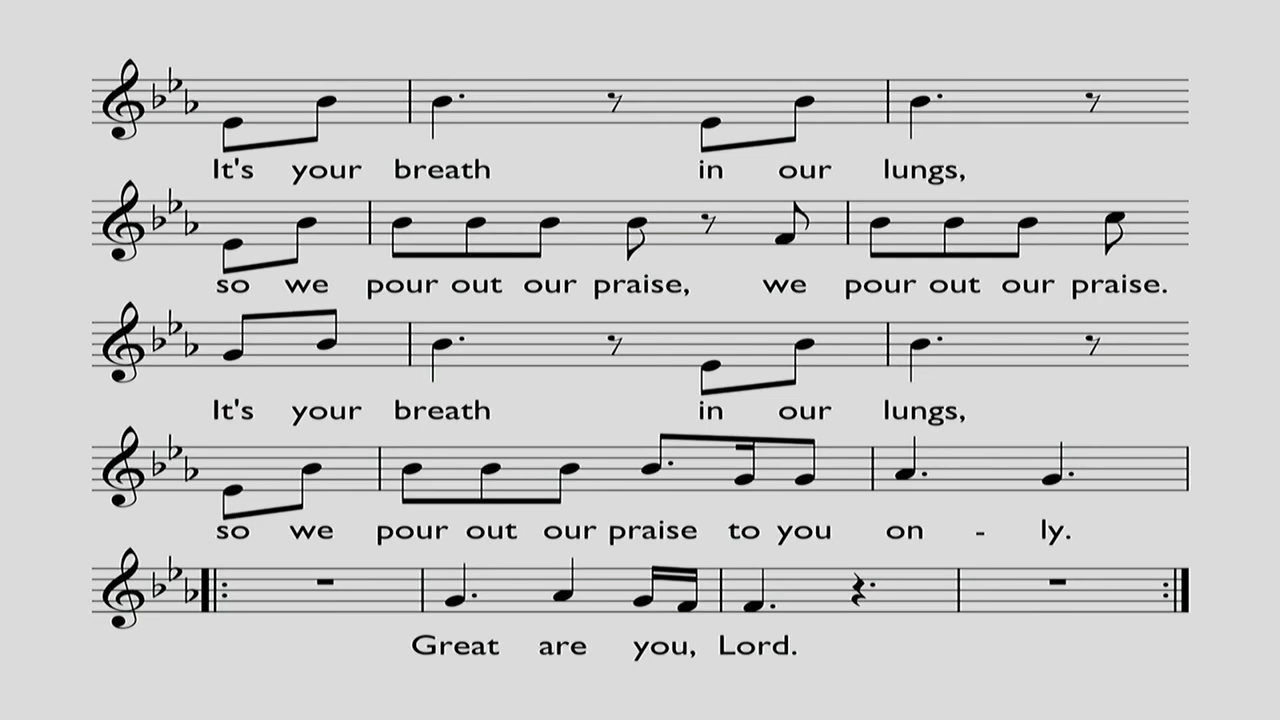 It's your breath in our lungs,
so we pour out our praise, we pour out our praise.
It's your breath in our lungs,
so we pour out our praise to you on - ly.
Great are you, Lord.